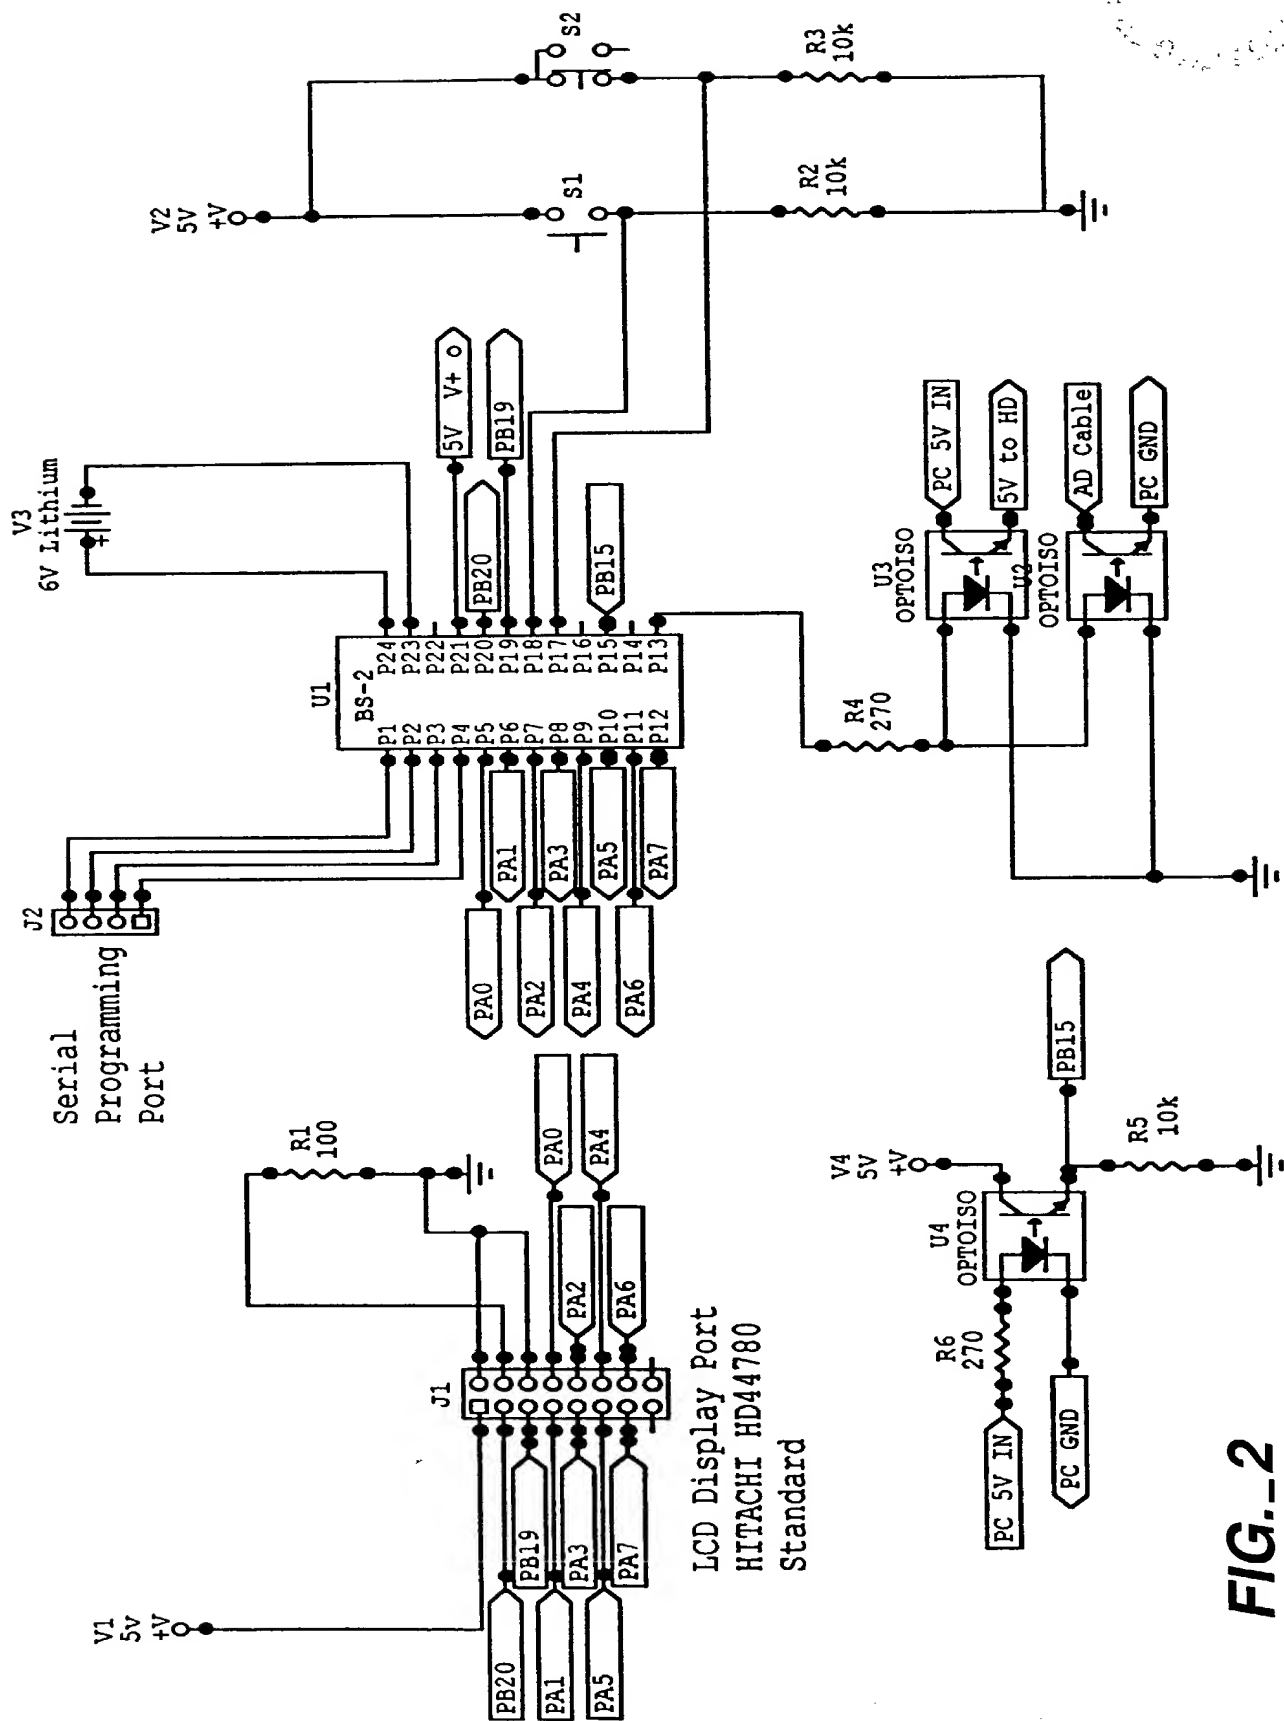 V1
5v
+V
PB20
PB19
PA1
PA3
PA5
PA7
J1
LCD Display Port
HITACHI HD44780
Standard
R1
100
PA0
PA2
PA4
PA6
Serial
Programming
Port
J2
PA0
PA1
PA2
PA3
PA4
PA5
PA6
PA7
U1
BS-2
P1
P2
P3
P4
P5
P6
P7
P8
P9
P10
P11
P12
P24
P23
P22
P21
P20
P19
P18
P17
P16
P15
P14
P13
V3
6V Lithium
+
5V V+ o
PB20
PB19
PB15
V2
5V
+V
S1
S2
R2
10k
R3
10k
R4
270
U3
OPTOISO
U2
OPTOISO
PC 5V IN
5V to HD
AD Cable
PC GND
PC 5V IN
PC GND
R6
270
U4
OPTOISO
V4
5V
+V
PB15
R5
10k
FIG._2